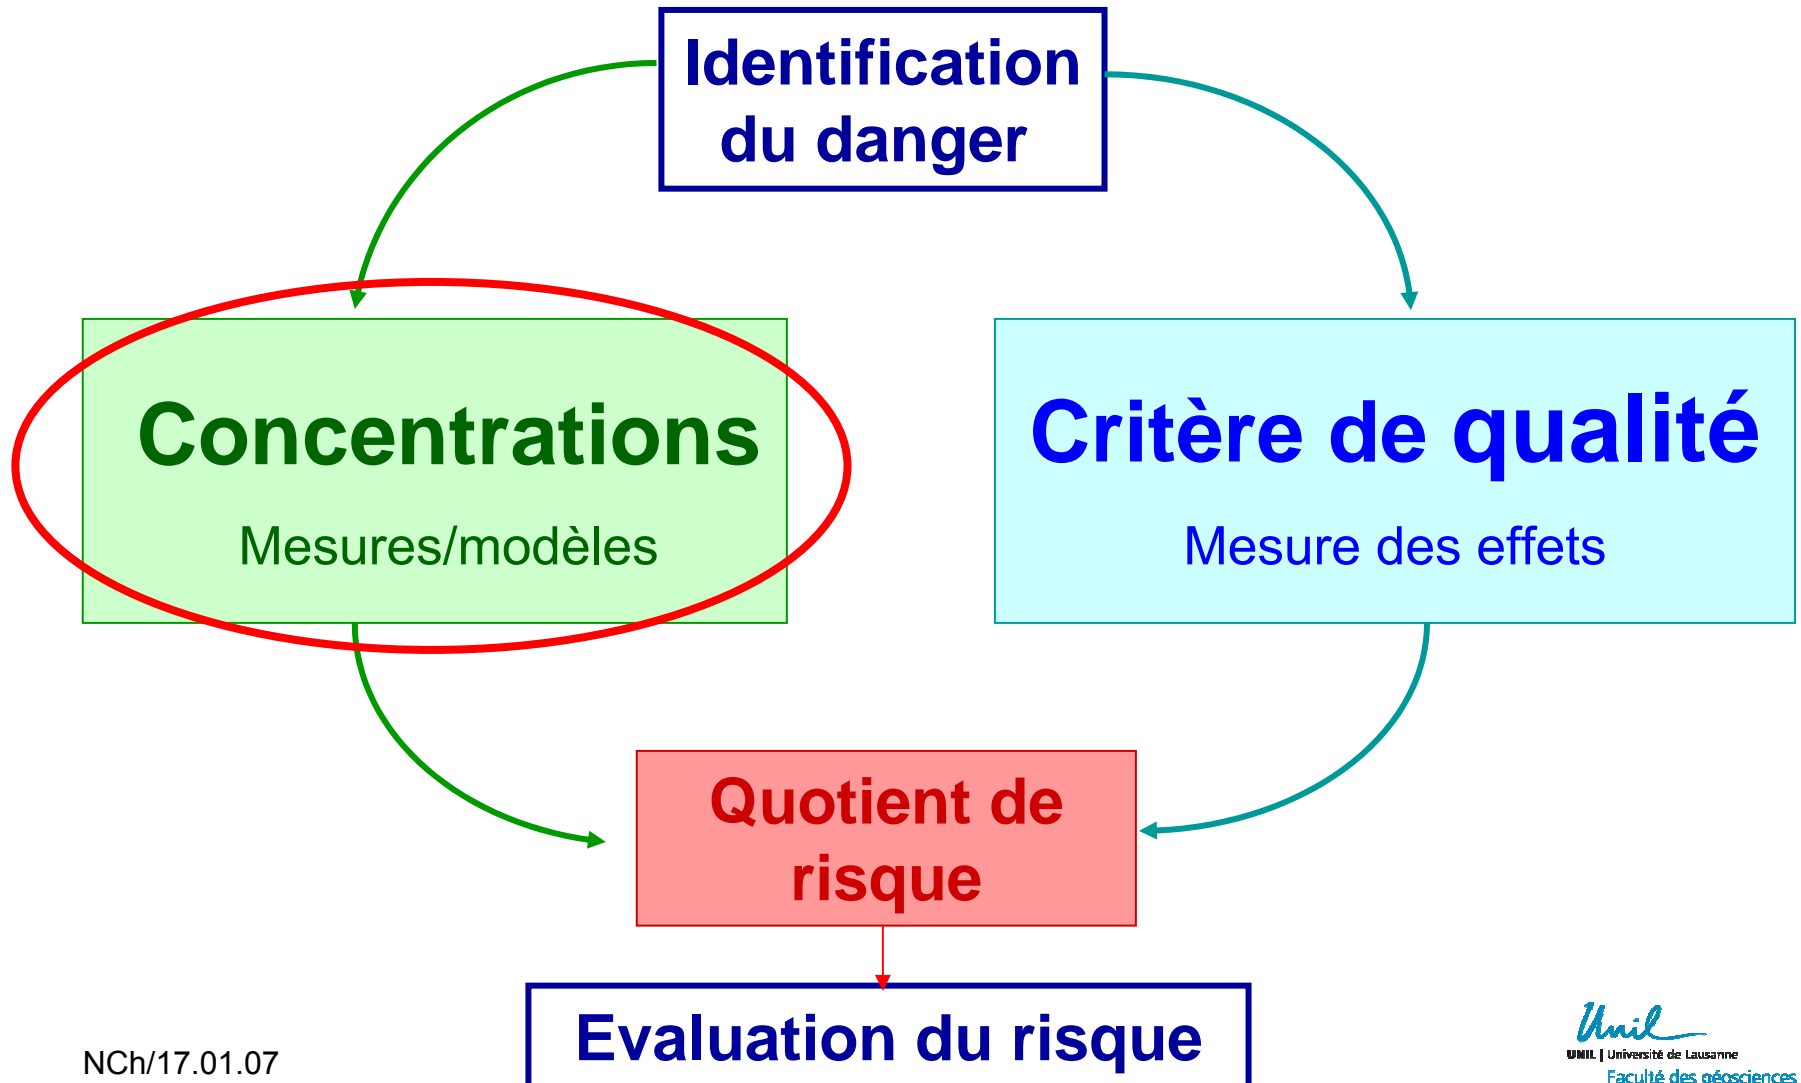 Identification
du danger
Concentrations
Mesures/modèles
Critère de qualité
Mesure des effets
Quotient de
risque
Evaluation du risque
NCh/17.01.07
Unil
UNIL | Université de Lausanne
Faculté des géosciences